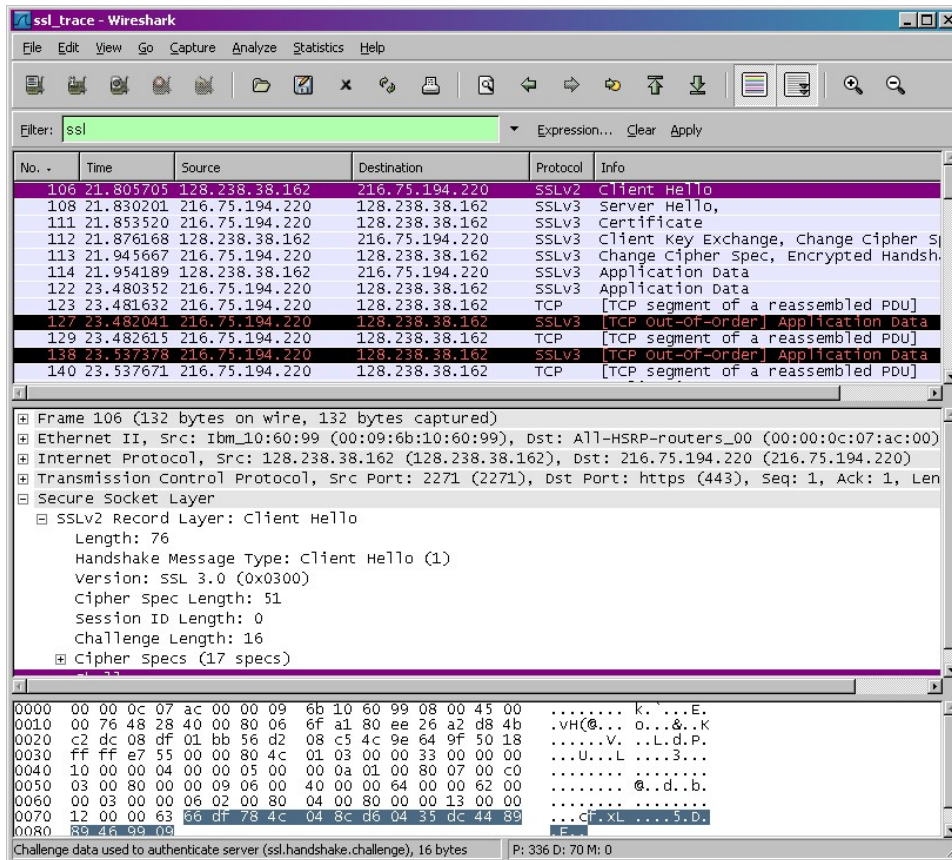 ssl_trace - Wireshark
File Edit View Go Capture Analyze Statistics Help
Filter: ssl Expression... Clear Apply
No. Time Source Destination Protocol Info
106 21.805705 128.238.38.162 216.75.194.220 SSLv2 Client Hello
108 21.830201 216.75.194.220 128.238.38.162 SSLv3 Server Hello,
111 21.853520 216.75.194.220 128.238.38.162 SSLv3 Certificate
112 21.876168 128.238.38.162 216.75.194.220 SSLv3 Client Key Exchange, Change Cipher S
113 21.945667 216.75.194.220 128.238.38.162 SSLv3 Change Cipher Spec, Encrypted Handsh
114 21.954189 128.238.38.162 216.75.194.220 SSLv3 Application Data
122 23.480352 216.75.194.220 128.238.38.162 SSLv3 Application Data
123 23.481632 216.75.194.220 128.238.38.162 TCP [TCP segment of a reassembled PDU]
127 23.482041 216.75.194.220 128.238.38.162 SSLv3 [TCP Out-Of-Order] Application Data
129 23.482615 216.75.194.220 128.238.38.162 TCP [TCP segment of a reassembled PDU]
138 23.537378 216.75.194.220 128.238.38.162 SSLv3 [TCP Out-Of-Order] Application Data
140 23.537671 216.75.194.220 128.238.38.162 TCP [TCP segment of a reassembled PDU]
Frame 106 (132 bytes on wire, 132 bytes captured)
Ethernet II, Src: Ibm_10:60:99 (00:09:6b:10:60:99), Dst: All-HSRP-routers_00 (00:00:0c:07:ac:00)
Internet Protocol, Src: 128.238.38.162 (128.238.38.162), Dst: 216.75.194.220 (216.75.194.220)
Transmission Control Protocol, Src Port: 2271 (2271), Dst Port: https (443), Seq: 1, Ack: 1, Len
Secure Socket Layer
SSLv2 Record Layer: Client Hello
Length: 76
Handshake Message Type: Client Hello (1)
Version: SSL 3.0 (0x0300)
Cipher Spec Length: 51
Session ID Length: 0
Challenge Length: 16
Cipher Specs (17 specs)
0000 00 00 0c 07 ac 00 00 09 6b 10 60 99 08 00 45 00 ........ k.`...E.
0010 00 76 48 28 40 00 80 06 6f a1 80 ee 26 a2 d8 4b .vH(@... o...&..K
0020 c2 dc 08 df 01 bb 56 d2 08 c5 4c 9e 64 9f 50 18 ......V. ..L.d.P.
0030 ff ff e7 55 00 00 80 4c 01 03 00 00 33 00 00 00 ...U...L ....3...
0040 10 00 00 04 00 00 05 00 00 0a 01 00 80 07 00 c0 ........ ........
0050 03 00 80 00 00 09 06 00 40 00 00 64 00 00 62 00 ........ @..d..b.
0060 00 03 00 00 06 02 00 80 04 00 80 00 00 13 00 00 ........ ........
0070 12 00 00 63 66 df 78 4c 04 8c d6 04 35 dc 44 89 ...cf.xL ....5.D.
0080 89 46 99 09 .F..
Challenge data used to authenticate server (ssl.handshake.challenge), 16 bytes P: 336 D: 70 M: 0